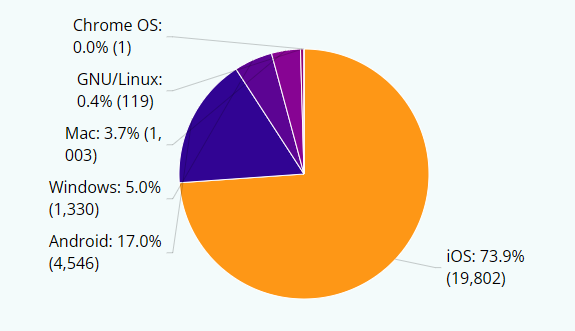 Chrome OS:
0.0% (1)
GNU/Linux:
0.4% (119)
Mac: 3.7% (1,
003)
Windows: 5.0%
(1,330)
Android: 17.0%
(4,546)
iOS: 73.9%
(19,802)